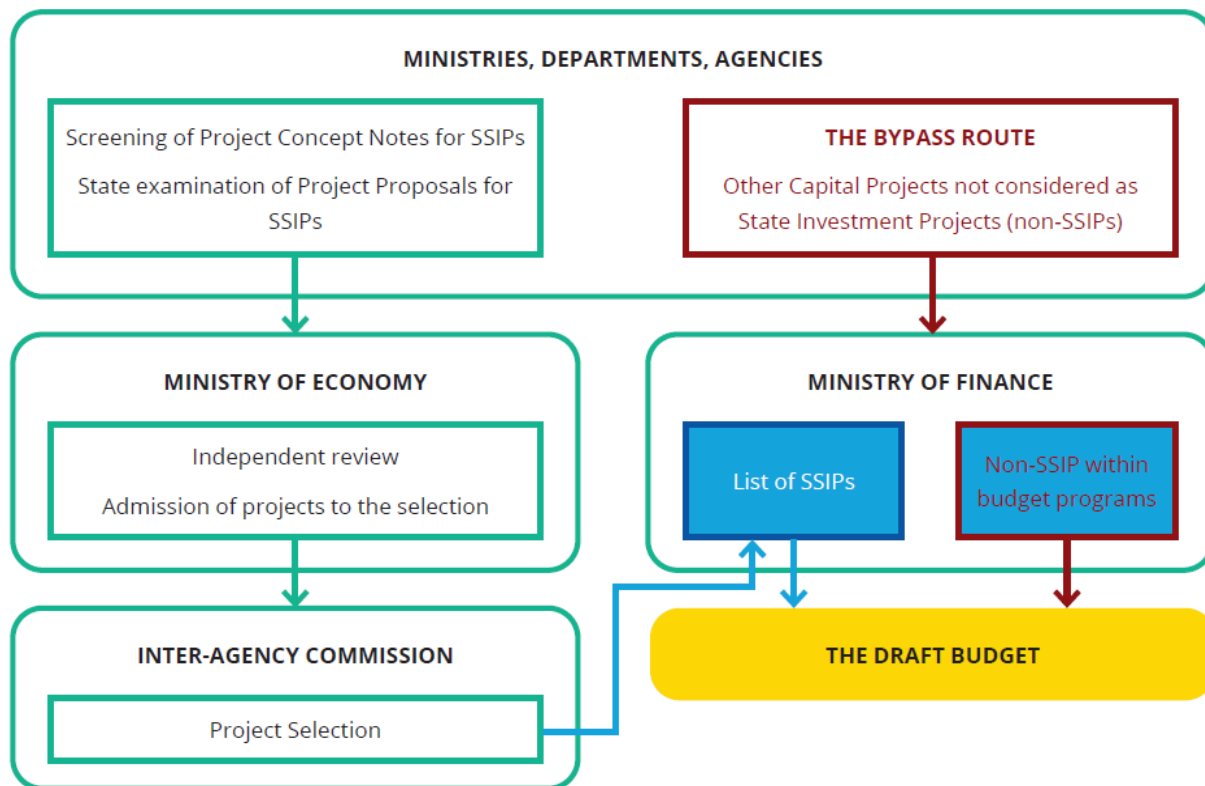 MINISTRIES, DEPARTMENTS, AGENCIES
Screening of Project Concept Notes for SSIPs
State examination of Project Proposals for
SSIPs
THE BYPASS ROUTE
Other Capital Projects not considered as
State Investment Projects (non-SSIPs)
MINISTRY OF ECONOMY
Independent review
Admission of projects to the selection
MINISTRY OF FINANCE
List of SSIPs
Non-SSIP within
budget programs
INTER-AGENCY COMMISSION
Project Selection
THE DRAFT BUDGET